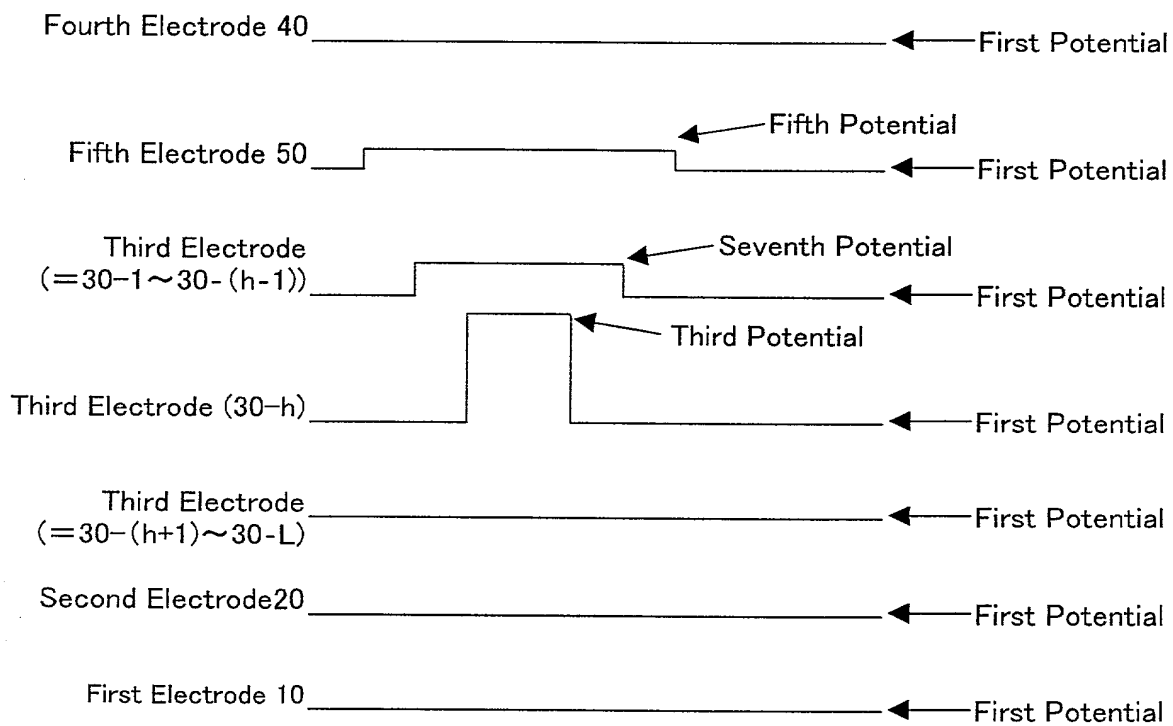 Fourth Electrode 40
First Potential
Fifth Potential
Fifth Electrode 50
First Potential
Third Electrode
(=30-1~30-(h-1))
Seventh Potential
First Potential
Third Potential
Third Electrode (30-h)
First Potential
Third Electrode
(=30-(h+1)~30-L)
First Potential
Second Electrode20
First Potential
First Electrode 10
First Potential